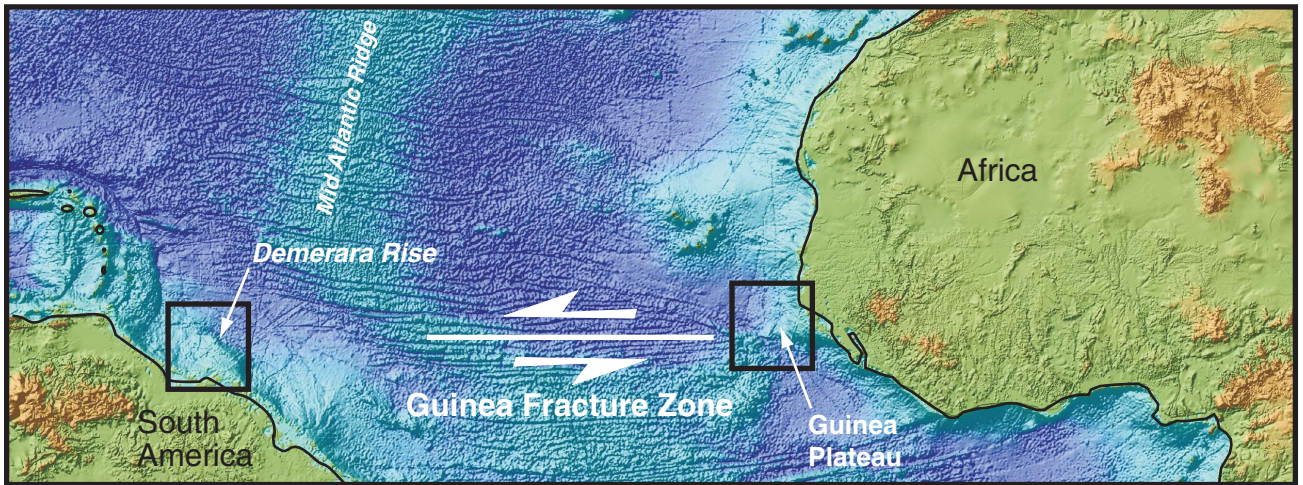 Mid Atlantic Ridge
Africa
Demerara Rise
Guinea Fracture Zone
Guinea
Plateau
South
America